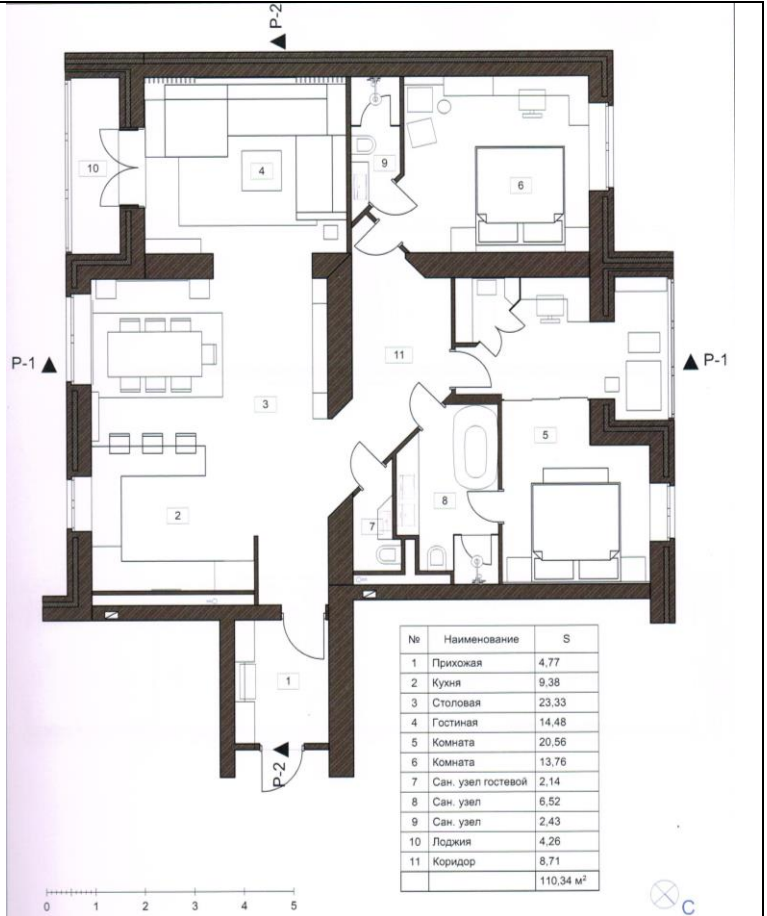 P-2
10
4
9
6
P-1
11
P-1
3
5
2
8
7
1
P-2
№ Наименование S
1 Прихожая 4,77
2 Кухня 9,38
3 Столовая 23,33
4 Гостиная 14,48
5 Комната 20,56
6 Комната 13,76
7 Сан. узел гостевой 2,14
8 Сан. узел 6,52
9 Сан. узел 2,43
10 Лоджия 4,26
11 Коридор 8,71
110,34 м²
0 1 2 3 4 5
С